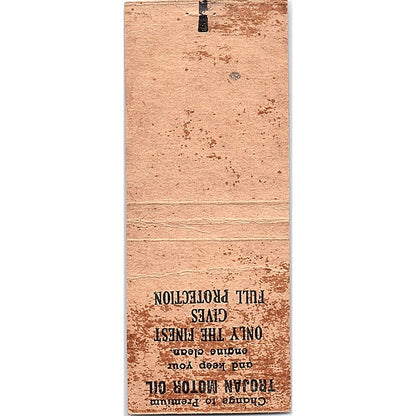 Change to Premium
TROJAN MOTOR OIL
and keep your
engine clean.
ONLY THE FINEST
GIVES
FULL PROTECTION